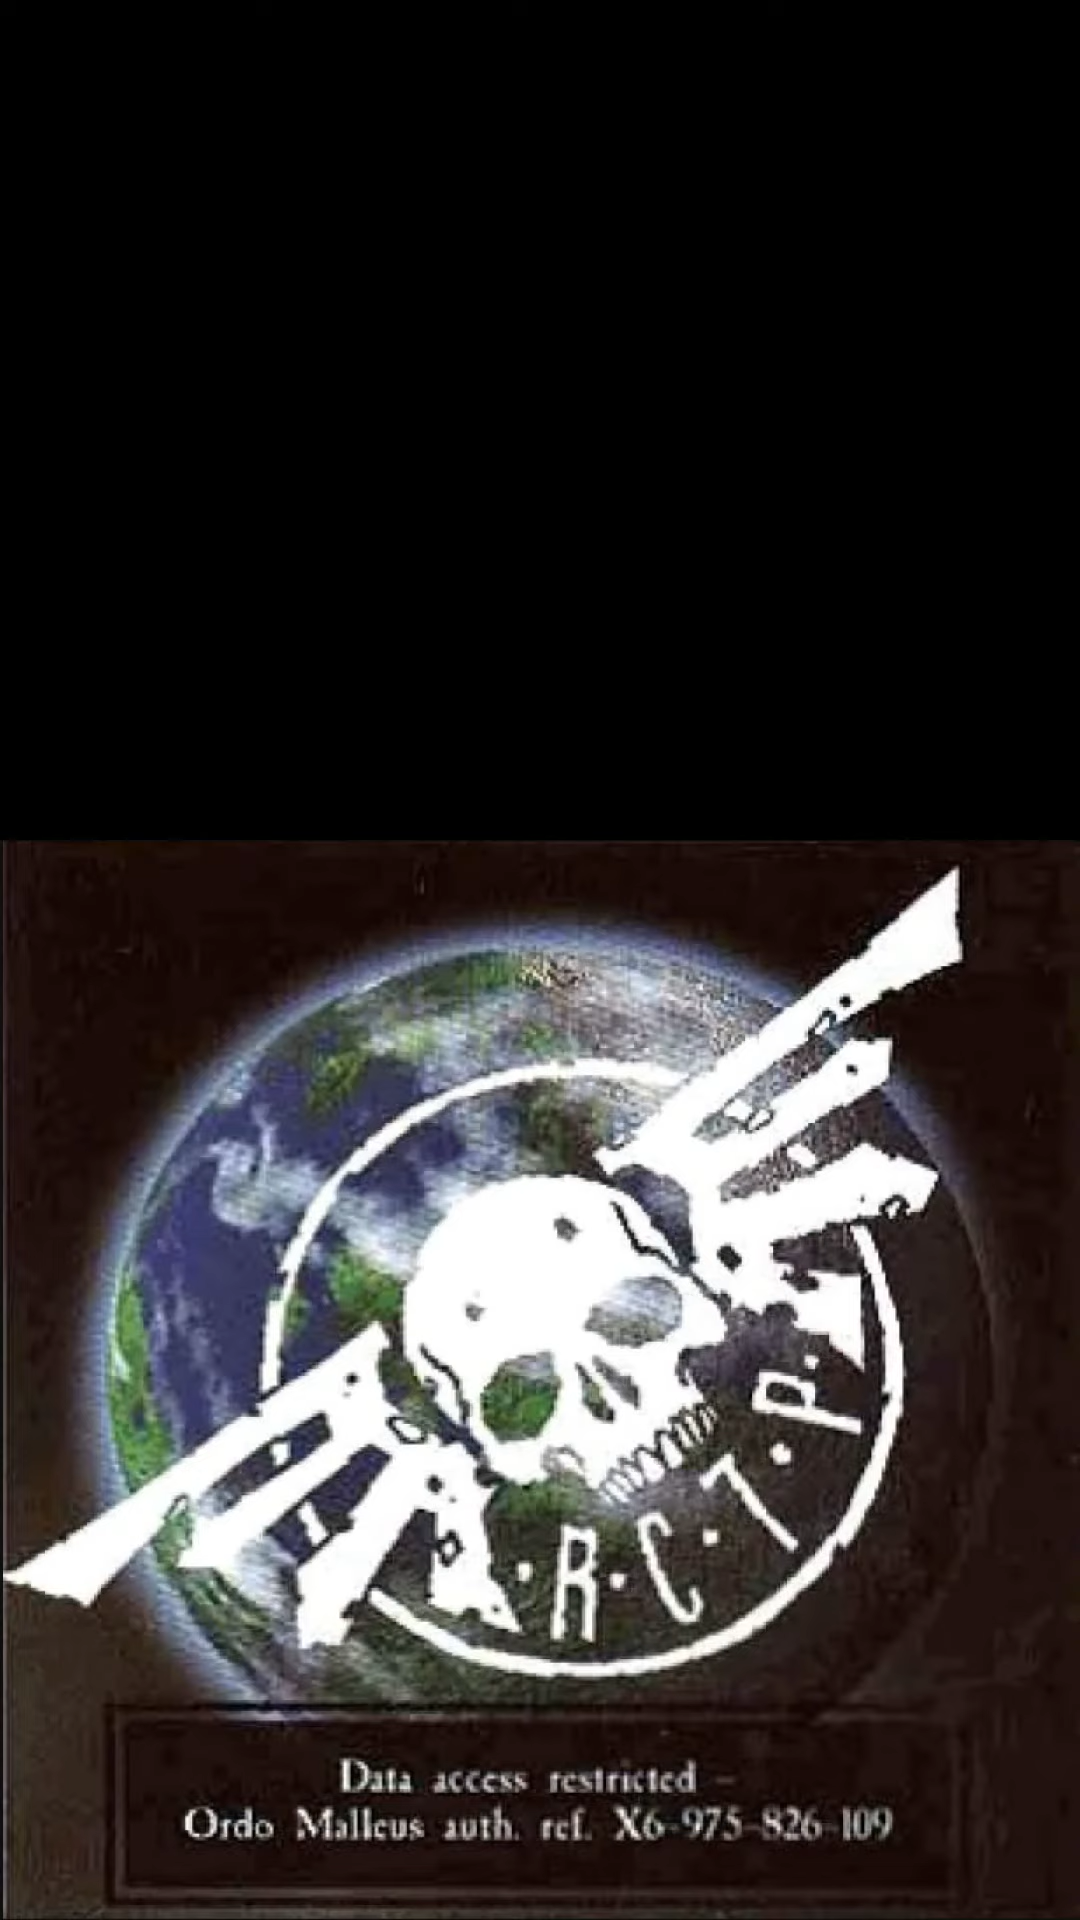 ·R·C·7·P·
Data access restricted –
Ordo Malleus auth. ref. X6-975-826-109